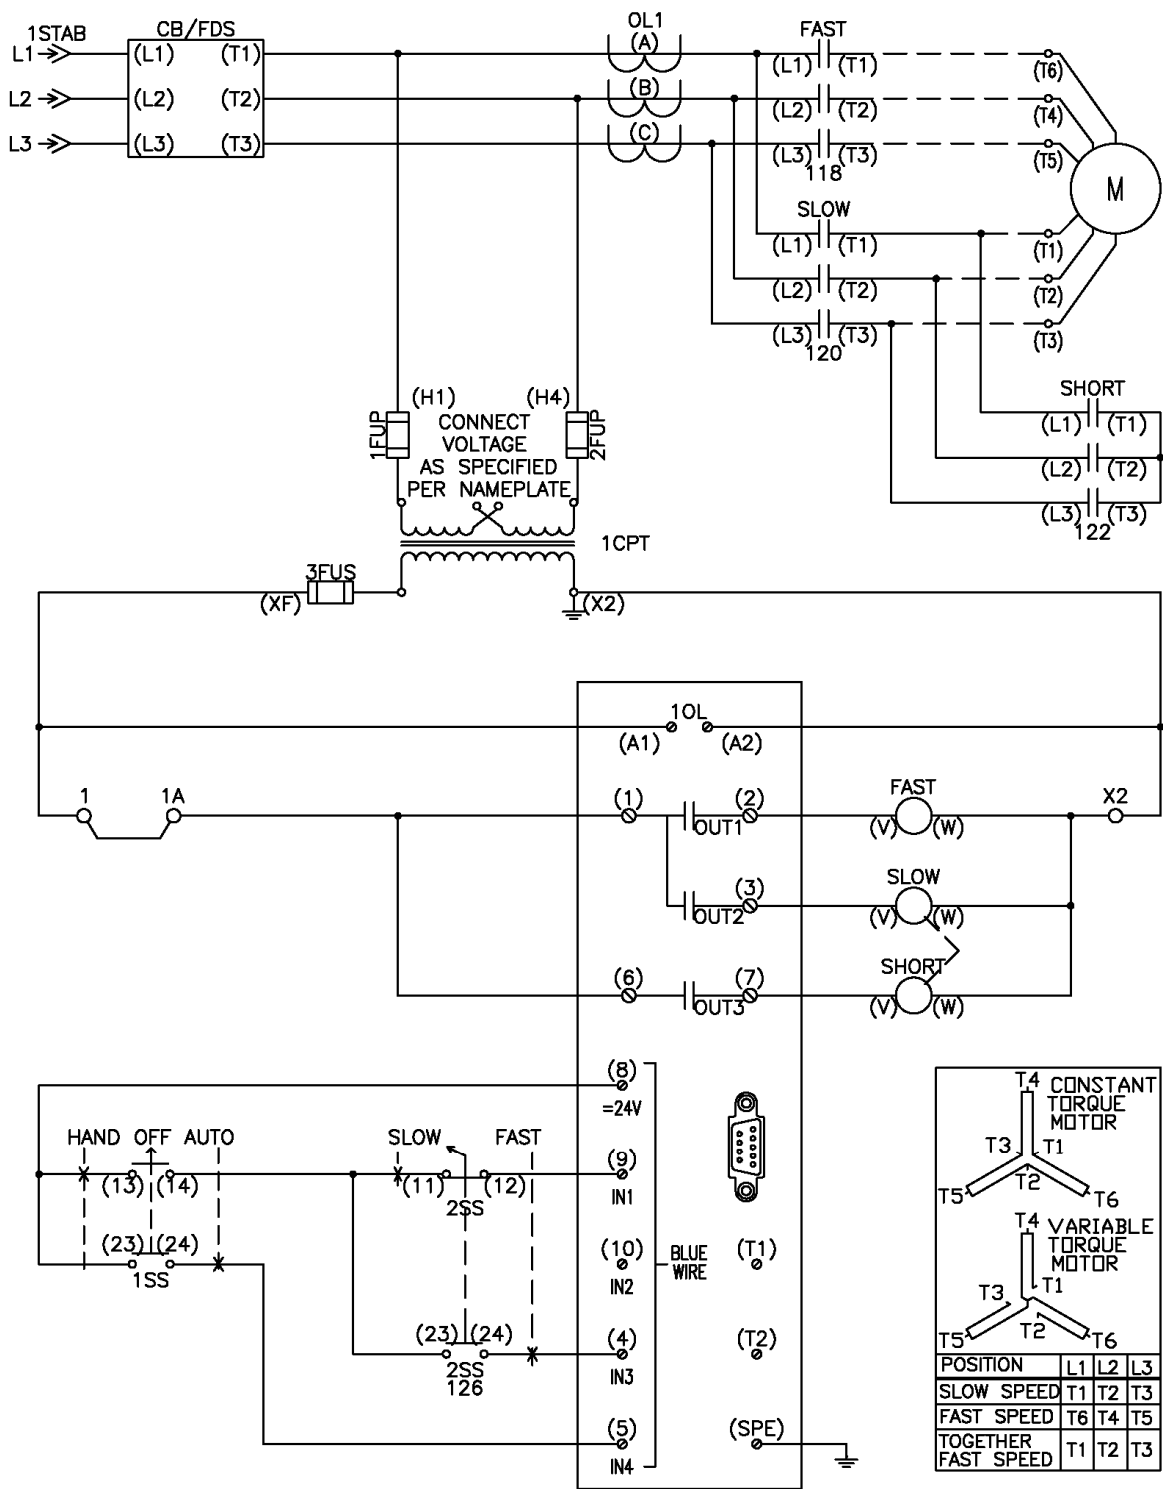 1STAB CB/FDS OL1 FAST
L1 (L1) (T1) (A) (L1) (T1) (T6)
L2 (L2) (T2) (B) (L2) (T2) (T4)
L3 (L3) (T3) (C) (L3) (T3) (T5)
118
M
SLOW
(L1) (T1) (T1)
(L2) (T2) (T2)
(L3) (T3) (T3)
120
SHORT
(L1) (T1)
(L2) (T2)
(L3) (T3)
122
1FUP (H1) (H4) 2FUP
CONNECT
VOLTAGE
AS SPECIFIED
PER NAMEPLATE
1CPT
3FUS
(XF) (X2)
1OL
(A1) (A2)
1 1A (1) (2) FAST X2
OUT1 (V) (W)
(3) SLOW
OUT2 (V) (W)
(6) (7) SHORT
OUT3 (V) (W)
(8)
=24V
HAND OFF AUTO SLOW FAST
(13) (14) (11) (12) (9)
2SS IN1
(23) (24) (10) (T1)
1SS IN2
BLUE
WIRE
(23) (24) (4) (T2)
2SS IN3
126
(5) (SPE)
IN4
T4 CONSTANT
TORQUE
MOTOR
T3 T1
T2
T5 T6
T4 VARIABLE
TORQUE
MOTOR
T3 T1
T2
T5 T6
POSITION L1 L2 L3
SLOW SPEED T1 T2 T3
FAST SPEED T6 T4 T5
TOGETHER
FAST SPEED T1 T2 T3